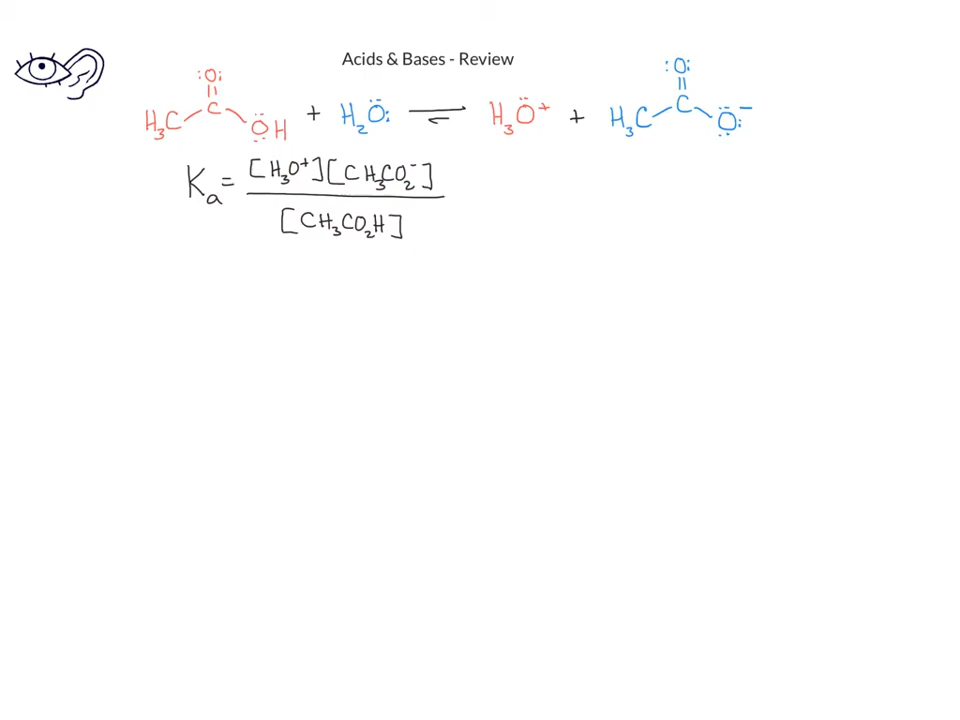 Acids & Bases - Review
:O:
:O:
H₃C
C
ÖH + H₂Ö: ⇌ H₃Ö⁺ + H₃C
C
Ö:⁻
Kₐ = [H₃O⁺][CH₃CO₂⁻]
[CH₃CO₂H]